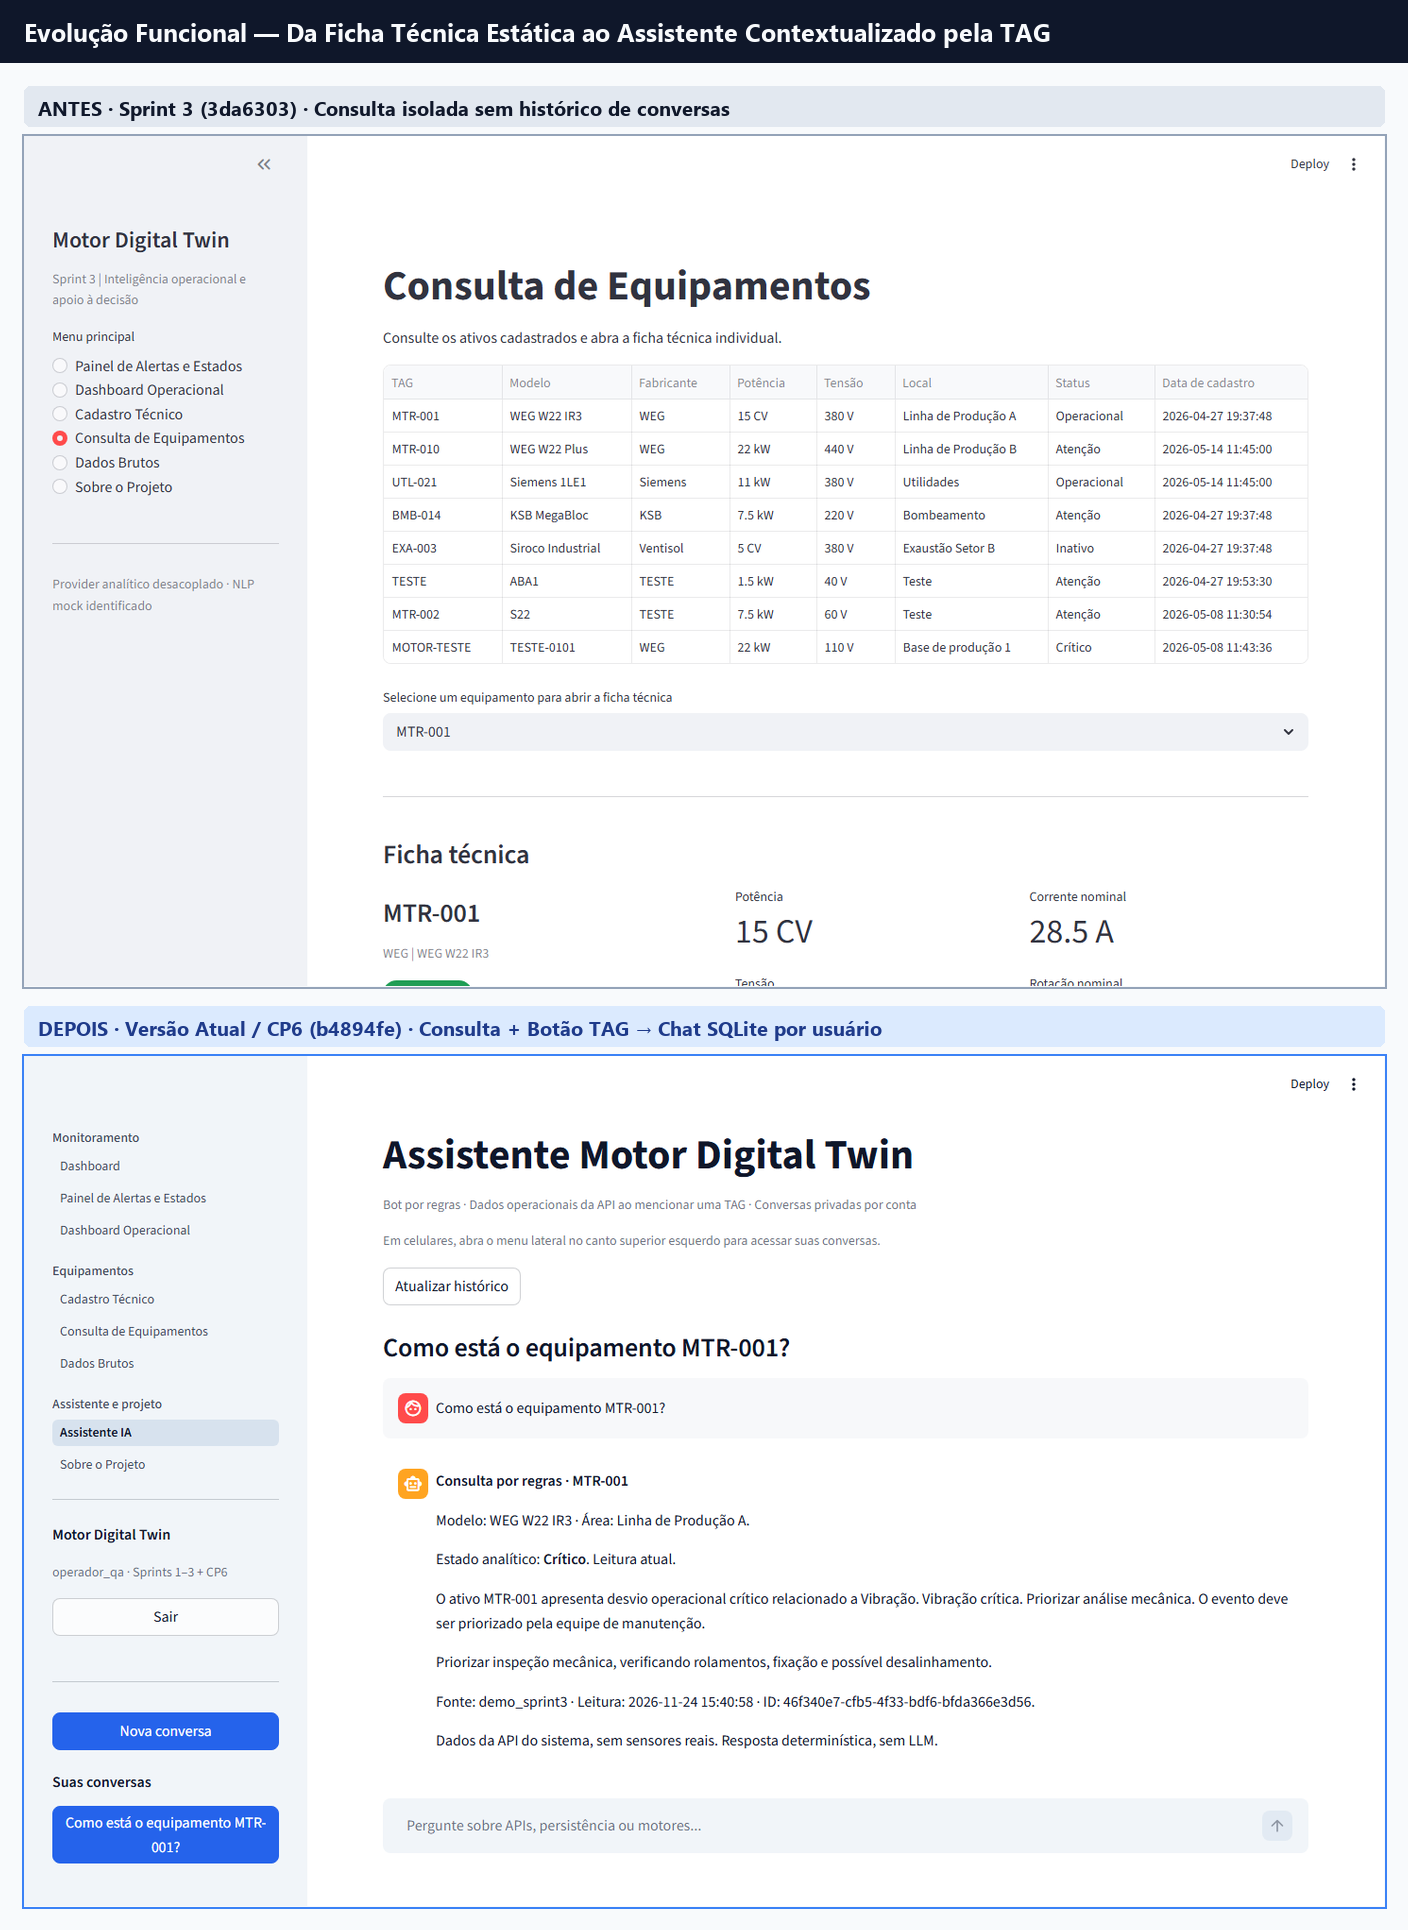 Evolução Funcional — Da Ficha Técnica Estática ao Assistente Contextualizado pela TAG
ANTES · Sprint 3 (3da6303) · Consulta isolada sem histórico de conversas
Deploy
Motor Digital Twin
Sprint 3 | Inteligência operacional e
apoio à decisão
Menu principal
Painel de Alertas e Estados
Dashboard Operacional
Cadastro Técnico
Consulta de Equipamentos
Dados Brutos
Sobre o Projeto
Provider analítico desacoplado · NLP
mock identificado
Consulta de Equipamentos
Consulte os ativos cadastrados e abra a ficha técnica individual.
TAG Modelo Fabricante Potência Tensão Local Status Data de cadastro
MTR-001 WEG W22 IR3 WEG 15 CV 380 V Linha de Produção A Operacional 2026-04-27 19:37:48
MTR-010 WEG W22 Plus WEG 22 kW 440 V Linha de Produção B Atenção 2026-05-14 11:45:00
UTL-021 Siemens 1LE1 Siemens 11 kW 380 V Utilidades Operacional 2026-05-14 11:45:00
BMB-014 KSB MegaBloc KSB 7.5 kW 220 V Bombeamento Atenção 2026-04-27 19:37:48
EXA-003 Siroco Industrial Ventisol 5 CV 380 V Exaustão Setor B Inativo 2026-04-27 19:37:48
TESTE ABA1 TESTE 1.5 kW 40 V Teste Atenção 2026-04-27 19:53:30
MTR-002 S22 TESTE 7.5 kW 60 V Teste Atenção 2026-05-08 11:30:54
MOTOR-TESTE TESTE-0101 WEG 22 kW 110 V Base de produção 1 Crítico 2026-05-08 11:43:36
Selecione um equipamento para abrir a ficha técnica
MTR-001
Ficha técnica
MTR-001
WEG | WEG W22 IR3
Potência
15 CV
Tensão
Corrente nominal
28.5 A
Rotação nominal
DEPOIS · Versão Atual / CP6 (b4894fe) · Consulta + Botão TAG → Chat SQLite por usuário
Deploy
Monitoramento
Dashboard
Painel de Alertas e Estados
Dashboard Operacional
Equipamentos
Cadastro Técnico
Consulta de Equipamentos
Dados Brutos
Assistente e projeto
Assistente IA
Sobre o Projeto
Motor Digital Twin
operador_qa · Sprints 1–3 + CP6
Sair
Nova conversa
Suas conversas
Como está o equipamento MTR-
001?
Assistente Motor Digital Twin
Bot por regras · Dados operacionais da API ao mencionar uma TAG · Conversas privadas por conta
Em celulares, abra o menu lateral no canto superior esquerdo para acessar suas conversas.
Atualizar histórico
Como está o equipamento MTR-001?
Como está o equipamento MTR-001?
Consulta por regras · MTR-001
Modelo: WEG W22 IR3 · Área: Linha de Produção A.
Estado analítico: Crítico. Leitura atual.
O ativo MTR-001 apresenta desvio operacional crítico relacionado a Vibração. Vibração crítica. Priorizar análise mecânica. O evento deve
ser priorizado pela equipe de manutenção.
Priorizar inspeção mecânica, verificando rolamentos, fixação e possível desalinhamento.
Fonte: demo_sprint3 · Leitura: 2026-11-24 15:40:58 · ID: 46f340e7-cfb5-4f33-bdf6-bfda366e3d56.
Dados da API do sistema, sem sensores reais. Resposta determinística, sem LLM.
Pergunte sobre APIs, persistência ou motores...